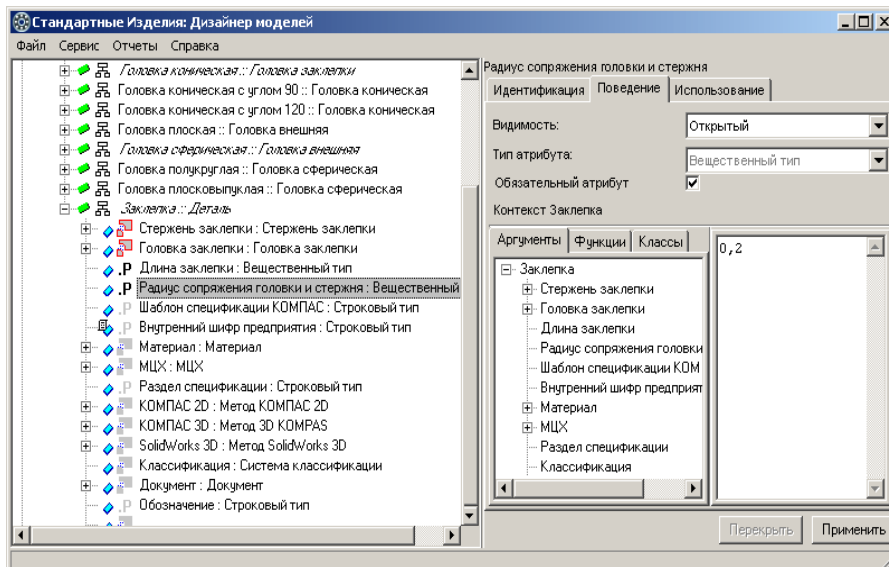 Стандартные Изделия: Дизайнер моделей
Файл Сервис Отчеты Справка
Головка коническая :: Головка заклепки
Головка коническая с углом 90 :: Головка коническая
Головка коническая с углом 120 :: Головка коническая
Головка плоская :: Головка внешняя
Головка сферическая :: Головка внешняя
Головка полукруглая :: Головка сферическая
Головка плосковыпуклая :: Головка сферическая
Заклепка :: Деталь
Стержень заклепки : Стержень заклепки
Головка заклепки : Головка заклепки
.P Длина заклепки : Вещественный тип
.P Радиус сопряжения головки и стержня : Вещественный
.P Шаблон спецификации КОМПАС : Строковый тип
.P Внутренний шифр предприятия : Строковый тип
Материал : Материал
МЦХ : МЦХ
.P Раздел спецификации : Строковый тип
КОМПАС 2D : Метод КОМПАС 2D
КОМПАС 3D : Метод 3D KOMPAS
SolidWorks 3D : Метод SolidWorks 3D
Классификация : Система классификации
Документ : Документ
.P Обозначение : Строковый тип
Радиус сопряжения головки и стержня
Идентификация Поведение Использование
Видимость: Открытый
Тип атрибута: Вещественный тип
Обязательный атрибут
Контекст Заклепка
Аргументы Функции Классы
Заклепка
Стержень заклепки
Головка заклепки
Длина заклепки
Радиус сопряжения головки
Шаблон спецификации КОМ
Внутренний шифр предприят
Материал
МЦХ
Раздел спецификации
Классификация
0,2
Перекрыть Применить